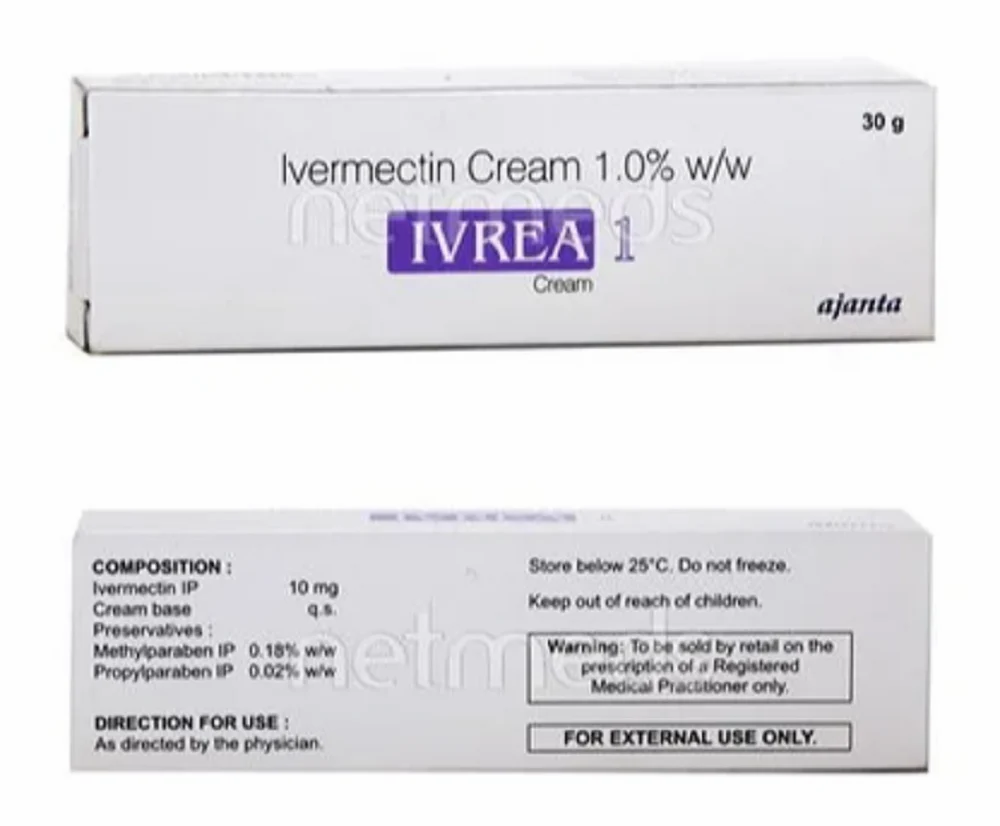 30 g
Ivermectin Cream 1.0% w/w
netmeds
IVREA 1
Cream
ajanta
COMPOSITION :
Ivermectin IP 10 mg
Cream base q.s.
Preservatives :
Methylparaben IP 0.18% w/w
Propylparaben IP 0.02% w/w
DIRECTION FOR USE :
As directed by the physician.
Store below 25°C. Do not freeze.
Keep out of reach of children.
netmeds
Warning: To be sold by retail on the
prescription of a Registered
Medical Practitioner only.
FOR EXTERNAL USE ONLY.